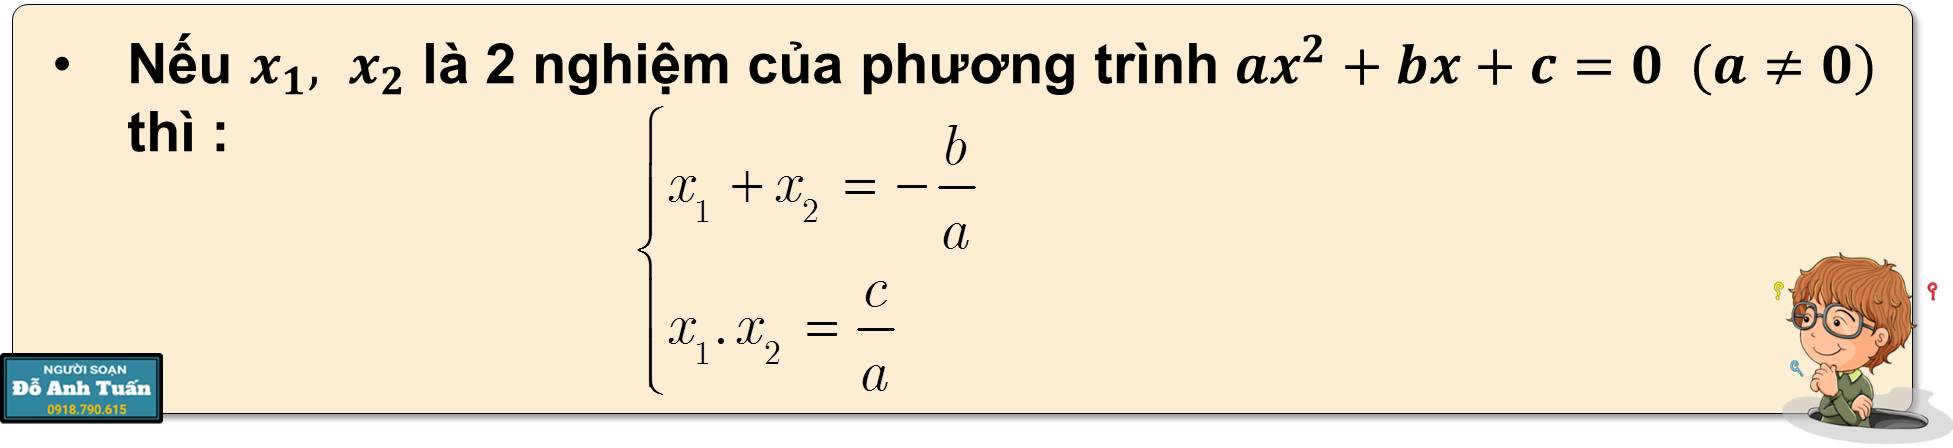 • Nếu x₁, x₂ là 2 nghiệm của phương trình ax² + bx + c = 0 (a ≠ 0)
thì :
x₁ + x₂ = −b/a
x₁ . x₂ = c/a
NGƯỜI SOẠN
Đỗ Anh Tuấn
0918.790.615